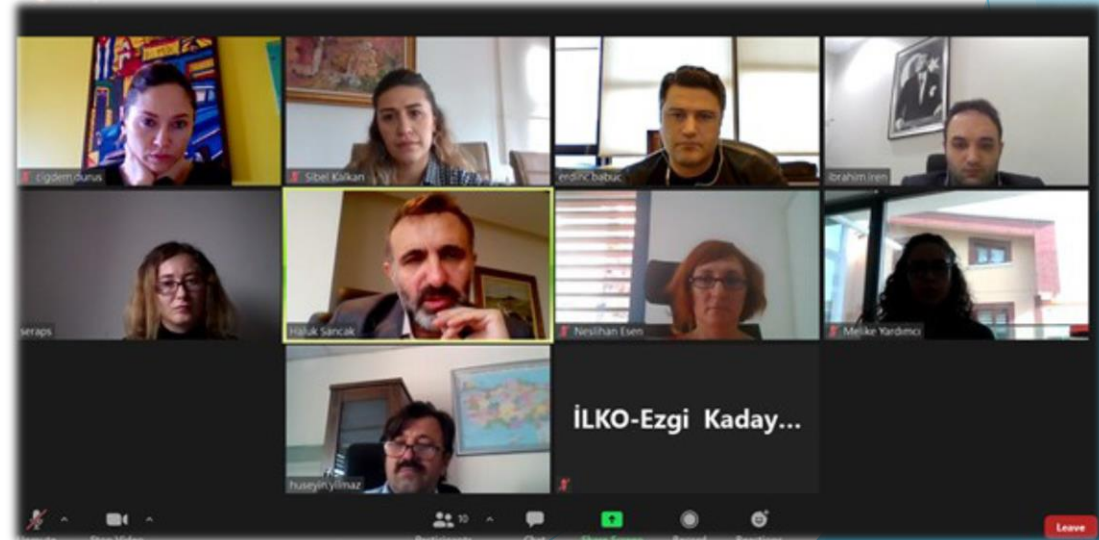 cigdem durus
Sibel Kalkan
erdinc babuc
ibrahim iren
seraps
Haluk Sancak
Neslihan Esen
Melike Yardımcı
huseyin yilmaz
İLKO-Ezgi Kaday...
10
Leave